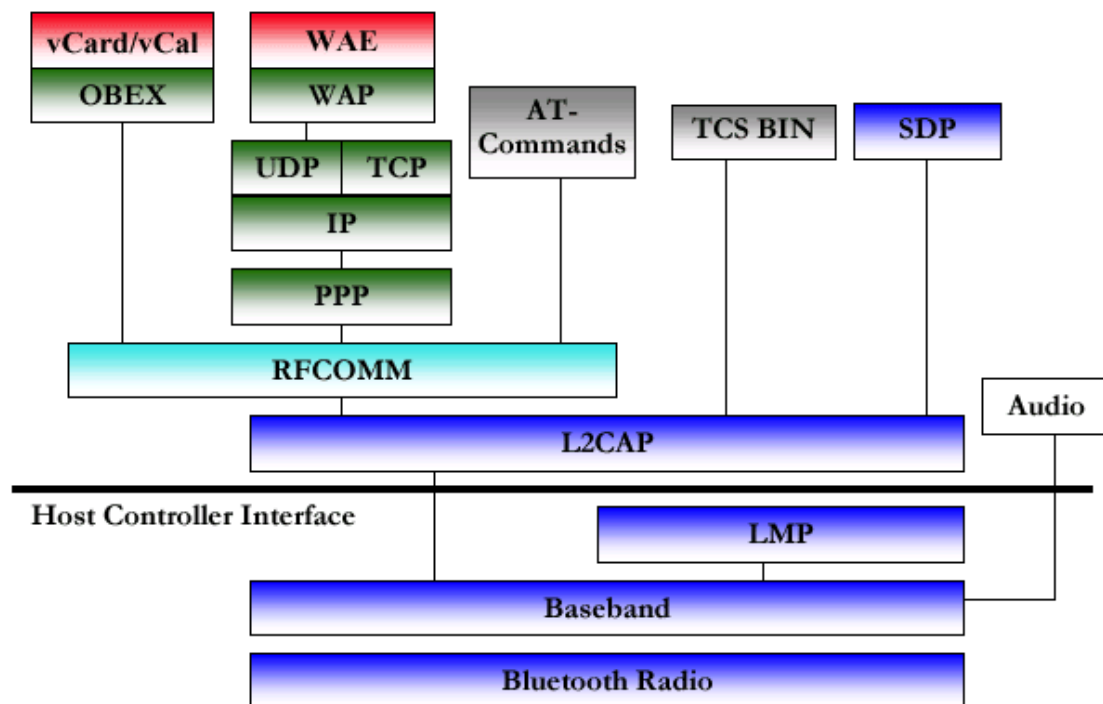 vCard/vCal
WAE
OBEX
WAP
AT-
Commands
TCS BIN
SDP
UDP
TCP
IP
PPP
RFCOMM
Audio
L2CAP
Host Controller Interface
LMP
Baseband
Bluetooth Radio